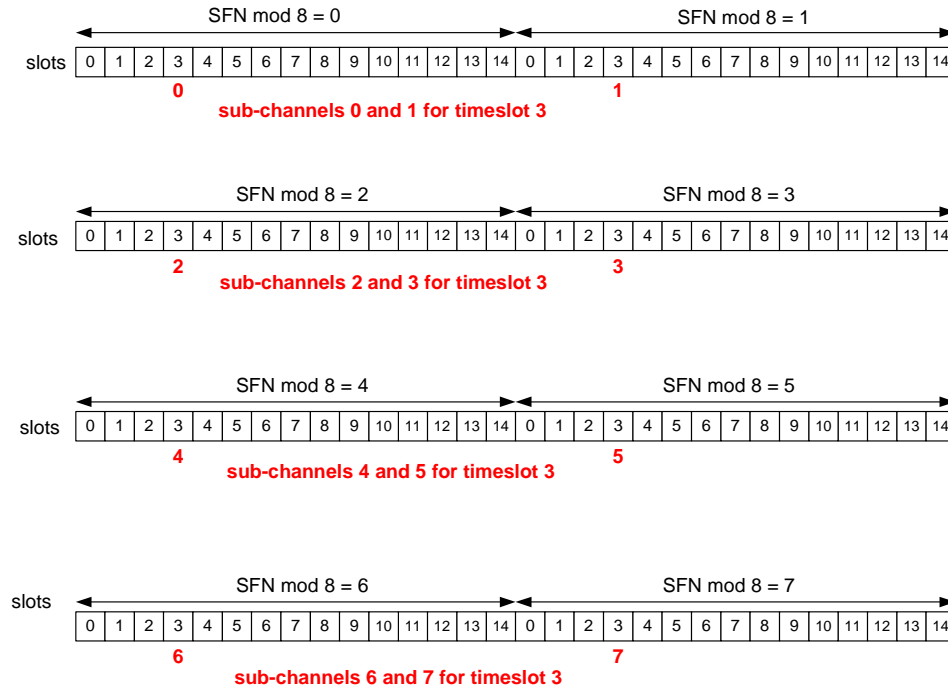 SFN mod 8 = 0 SFN mod 8 = 1
slots 0 1 2 3 4 5 6 7 8 9 10 11 12 13 14 0 1 2 3 4 5 6 7 8 9 10 11 12 13 14
0 1
sub-channels 0 and 1 for timeslot 3
SFN mod 8 = 2 SFN mod 8 = 3
slots 0 1 2 3 4 5 6 7 8 9 10 11 12 13 14 0 1 2 3 4 5 6 7 8 9 10 11 12 13 14
2 3
sub-channels 2 and 3 for timeslot 3
SFN mod 8 = 4 SFN mod 8 = 5
slots 0 1 2 3 4 5 6 7 8 9 10 11 12 13 14 0 1 2 3 4 5 6 7 8 9 10 11 12 13 14
4 5
sub-channels 4 and 5 for timeslot 3
SFN mod 8 = 6 SFN mod 8 = 7
slots
0 1 2 3 4 5 6 7 8 9 10 11 12 13 14 0 1 2 3 4 5 6 7 8 9 10 11 12 13 14
6 7
sub-channels 6 and 7 for timeslot 3